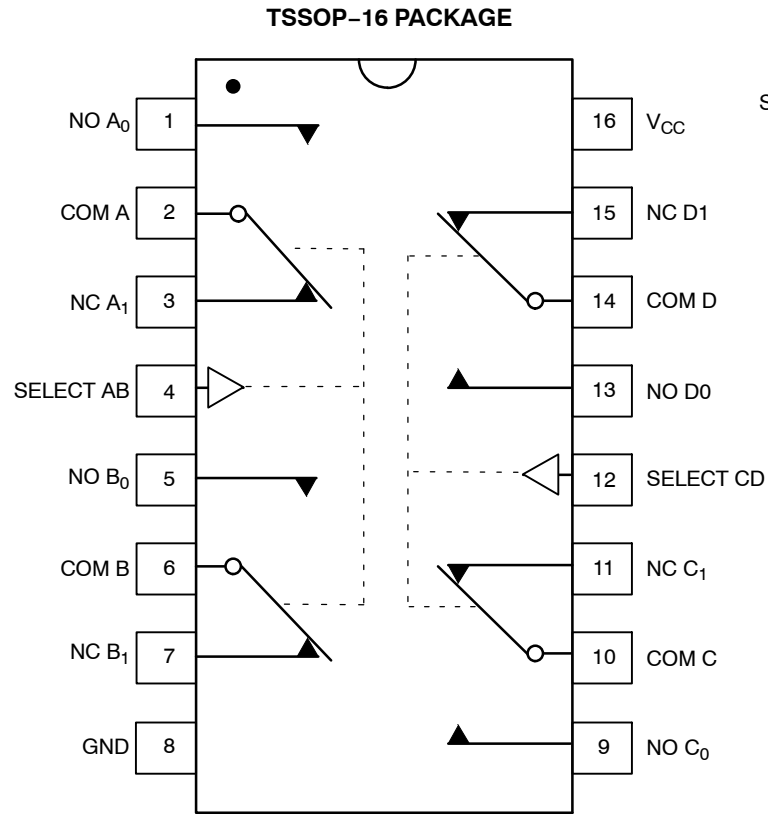 TSSOP−16 PACKAGE
NO A0 1
COM A 2
NC A1 3
SELECT AB 4
NO B0 5
COM B 6
NC B1 7
GND 8
16 VCC
S
15 NC D1
14 COM D
13 NO D0
12 SELECT CD
11 NC C1
10 COM C
9 NO C0